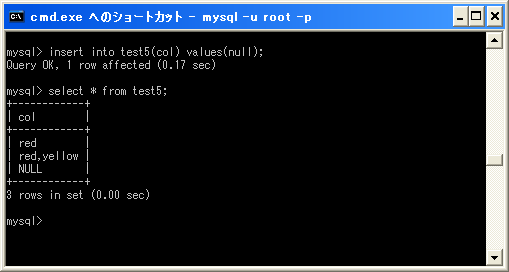 cmd.exe へのショートカット - mysql -u root -p
mysql> insert into test5(col) values(null);
Query OK, 1 row affected (0.17 sec)
mysql> select * from test5;
+------------+
| col        |
+------------+
| red        |
| red,yellow |
| NULL       |
+------------+
3 rows in set (0.00 sec)
mysql>